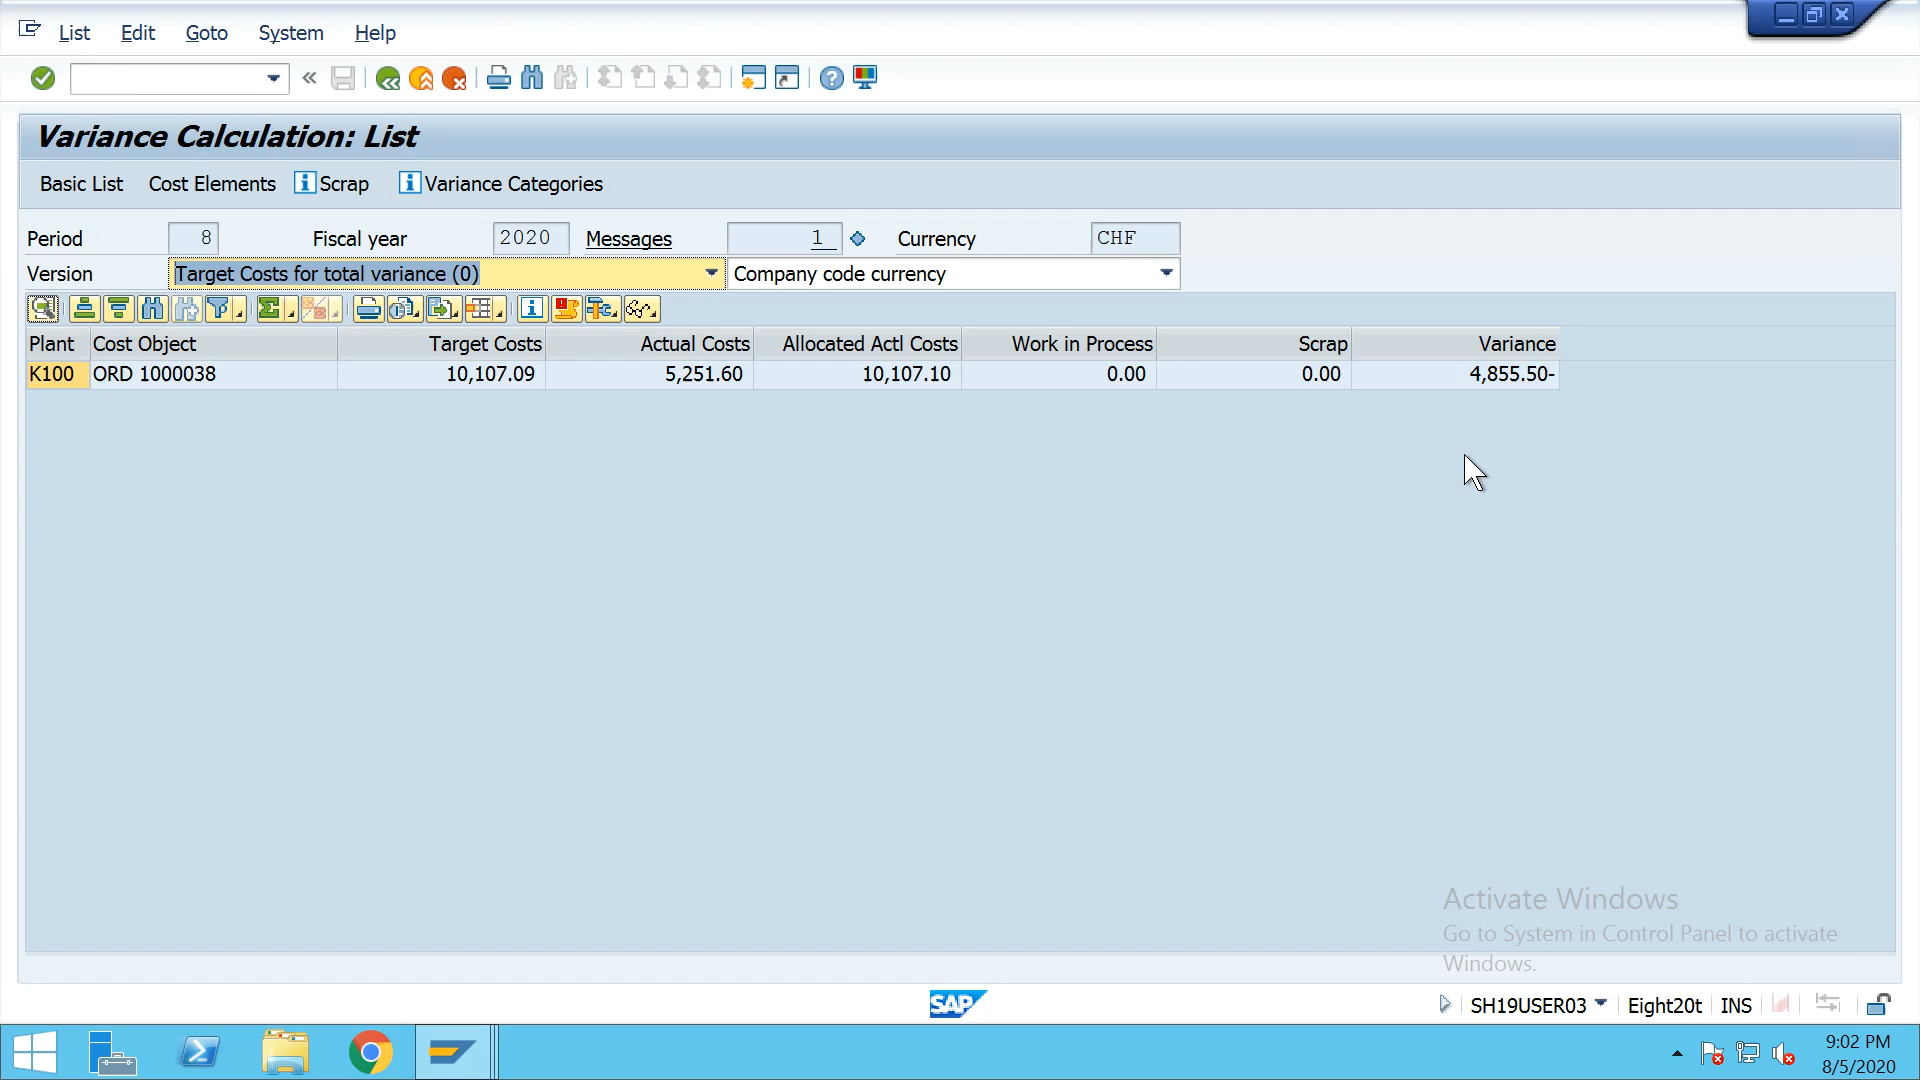 List Edit Goto System Help
Variance Calculation: List
Basic List Cost Elements Scrap Variance Categories
Period 8 Fiscal year 2020 Messages 1 Currency CHF
Version Target Costs for total variance (0) Company code currency
Plant Cost Object Target Costs Actual Costs Allocated Actl Costs Work in Process Scrap Variance
K100 ORD 1000038 10,107.09 5,251.60 10,107.10 0.00 0.00 4,855.50-
Activate Windows
Go to System in Control Panel to activate
Windows.
SAP SH19USER03 Eight20t INS
9:02 PM
8/5/2020